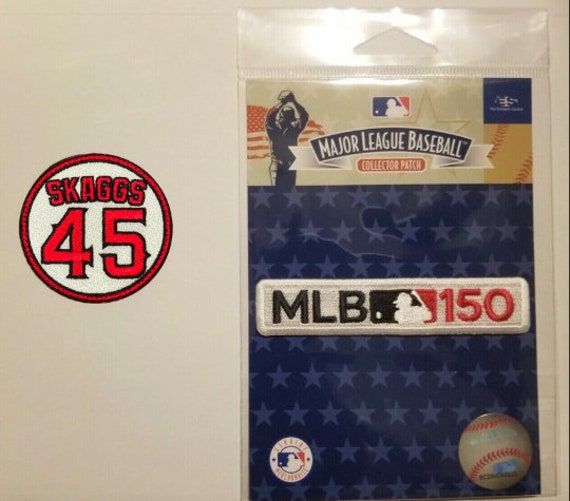 SKAGGS
45
MAJOR LEAGUE BASEBALL
COLLECTOR PATCH
MLB 150